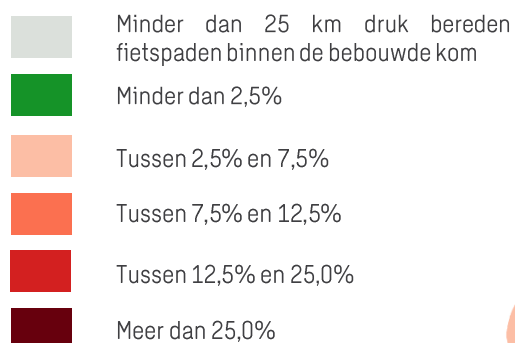 Minder dan 25 km druk bereden
fietspaden binnen de bebouwde kom
Minder dan 2,5%
Tussen 2,5% en 7,5%
Tussen 7,5% en 12,5%
Tussen 12,5% en 25,0%
Meer dan 25,0%